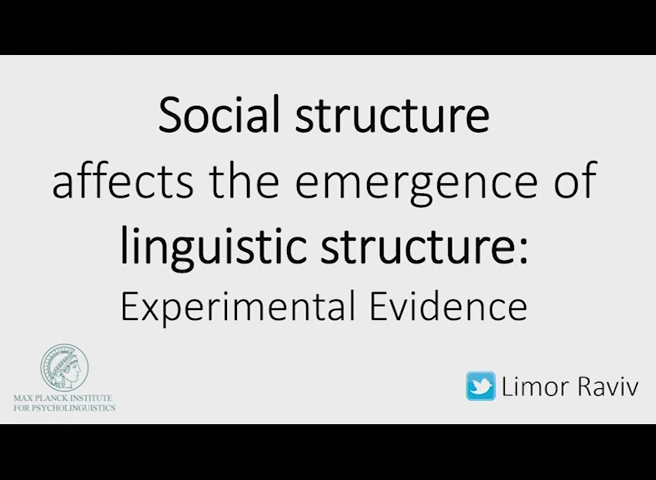 Social structure
affects the emergence of
linguistic structure:
Experimental Evidence
MAX PLANCK INSTITUTE
FOR PSYCHOLINGUISTICS
Limor Raviv